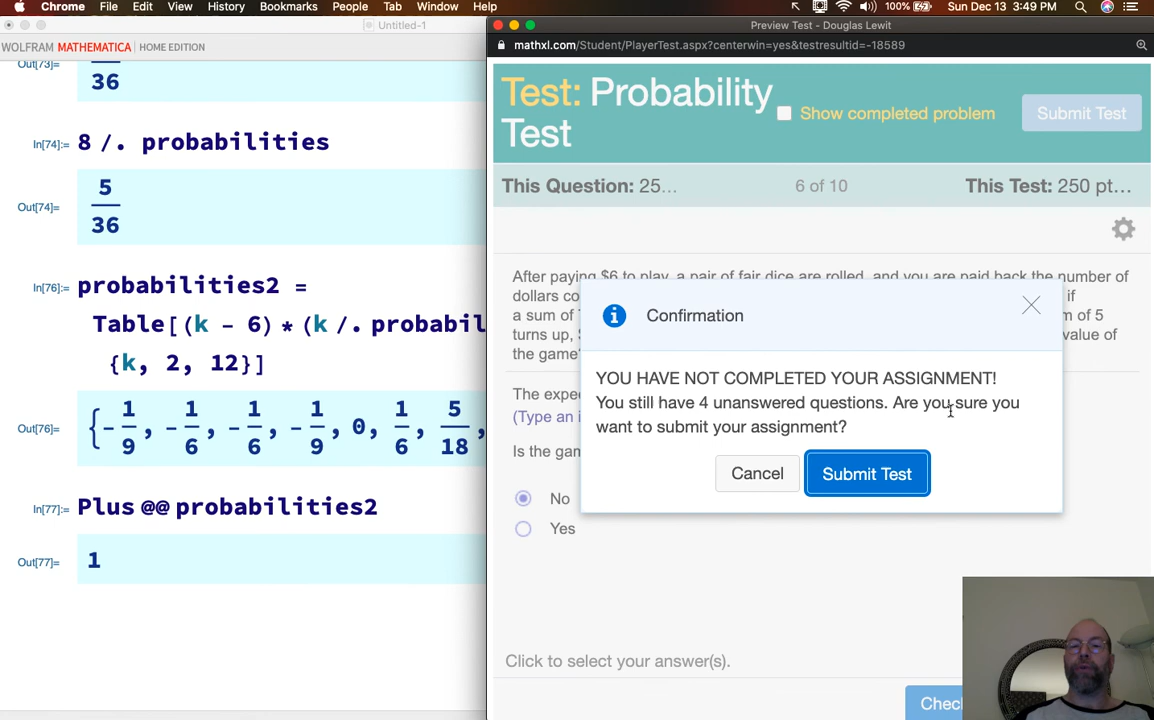 Chrome File Edit View History Bookmarks People Tab Window Help 100% Sun Dec 13 3:49 PM
Untitled-1
WOLFRAM MATHEMATICA HOME EDITION
Out[73]=
36
In[74]:= 8 /. probabilities
Out[74]= 5
36
In[76]:= probabilities2 =
Table[(k - 6) * (k /. probabil
{k, 2, 12}]
Out[76]= {- 1/9, - 1/6, - 1/6, - 1/9, 0, 1/6, 5/18,
In[77]:= Plus @@ probabilities2
Out[77]= 1
Preview Test - Douglas Lewit
mathxl.com/Student/PlayerTest.aspx?centerwin=yes&testresultid=-18589
Test: Probability
Test
Show completed problem
Submit Test
This Question: 25... 6 of 10 This Test: 250 pt...
After paying $6 to play, a pair of fair dice are rolled, and you are paid back the number of
dollars co if
a sum of m of 5
turns up, value of
the game
The expe
(Type an i
Is the gam
No
Yes
Confirmation
YOU HAVE NOT COMPLETED YOUR ASSIGNMENT!
You still have 4 unanswered questions. Are you sure you
want to submit your assignment?
Cancel Submit Test
Click to select your answer(s).
Chec